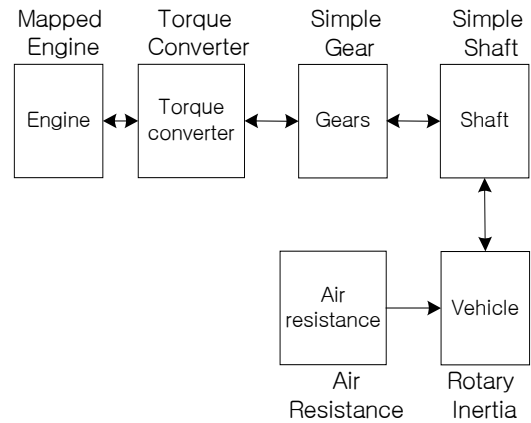 Mapped Engine
Torque Converter
Simple Gear
Simple Shaft
Engine
Torque converter
Gears
Shaft
Air resistance
Vehicle
Air Resistance
Rotary Inertia